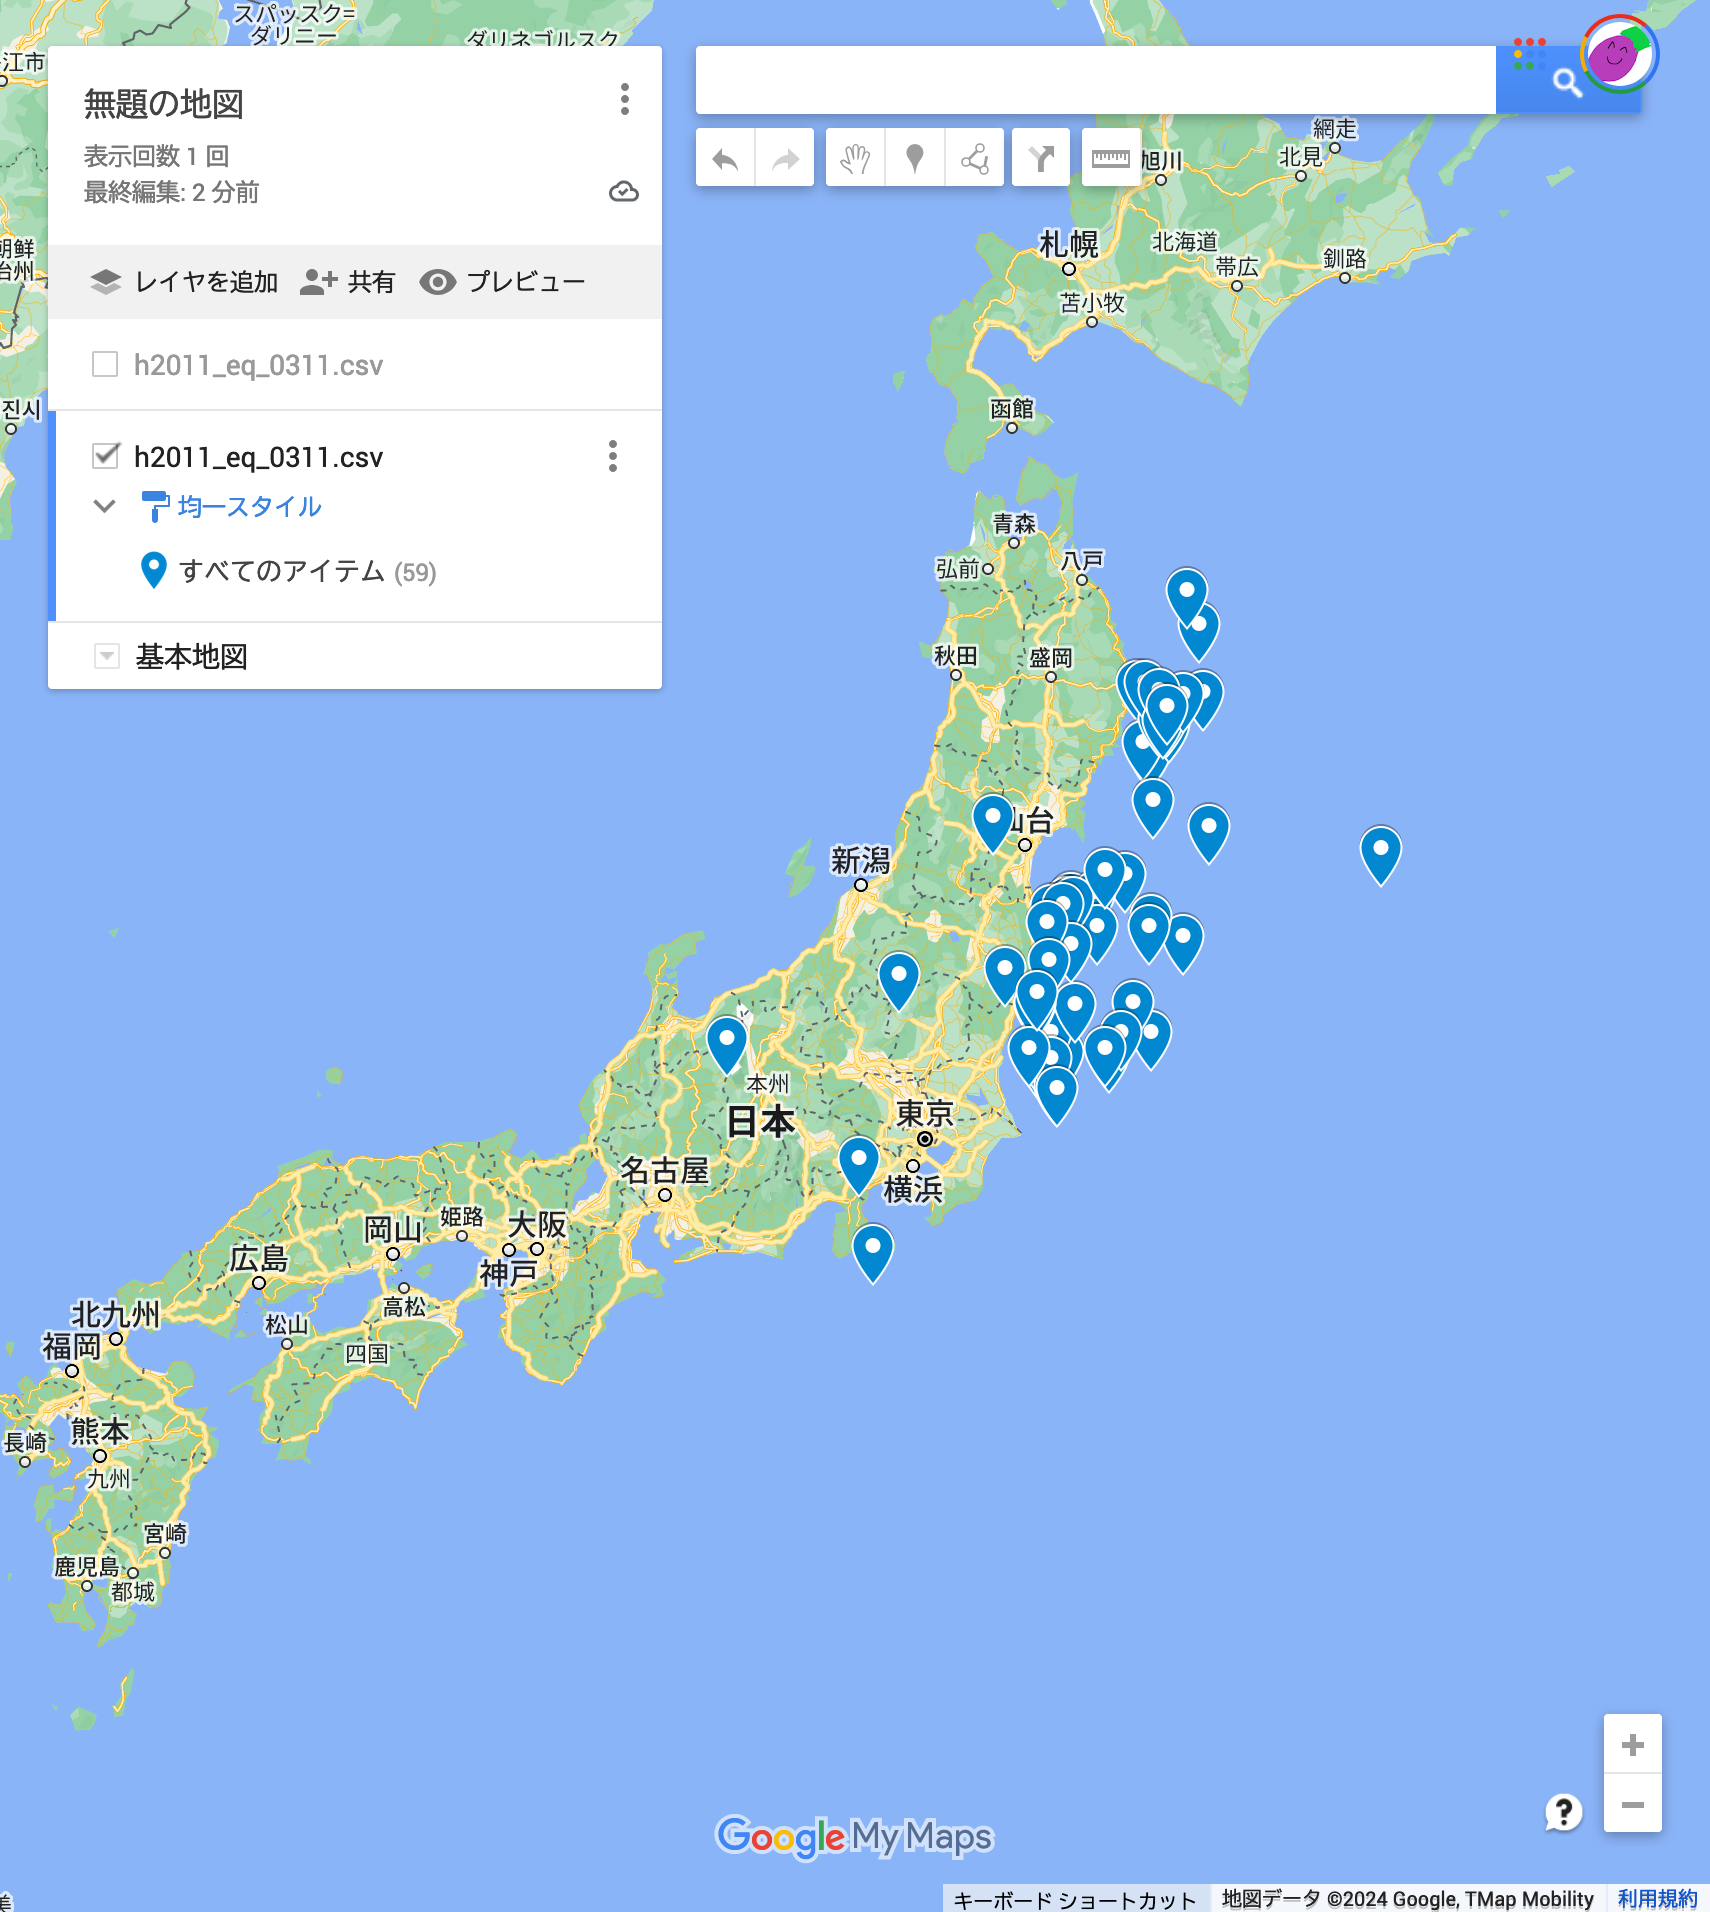 スパッスク=
ダリニー
ダリネゴルスク
江市
無題の地図
表示回数 1 回
最終編集: 2 分前
レイヤを追加 共有 プレビュー
h2011_eq_0311.csv
h2011_eq_0311.csv
均一スタイル
すべてのアイテム (59)
基本地図
朝鮮
진시
網走
旭川
北見
札幌
北海道
釧路
帯広
苫小牧
函館
青森
八戸
弘前
秋田
盛岡
仙台
新潟
本州
日本
東京
横浜
名古屋
姫路
大阪
岡山
神戸
広島
高松
北九州
松山
福岡
四国
熊本
長崎
九州
宮崎
鹿児島
都城
Google My Maps
キーボード ショートカット 地図データ ©2024 Google, TMap Mobility 利用規約